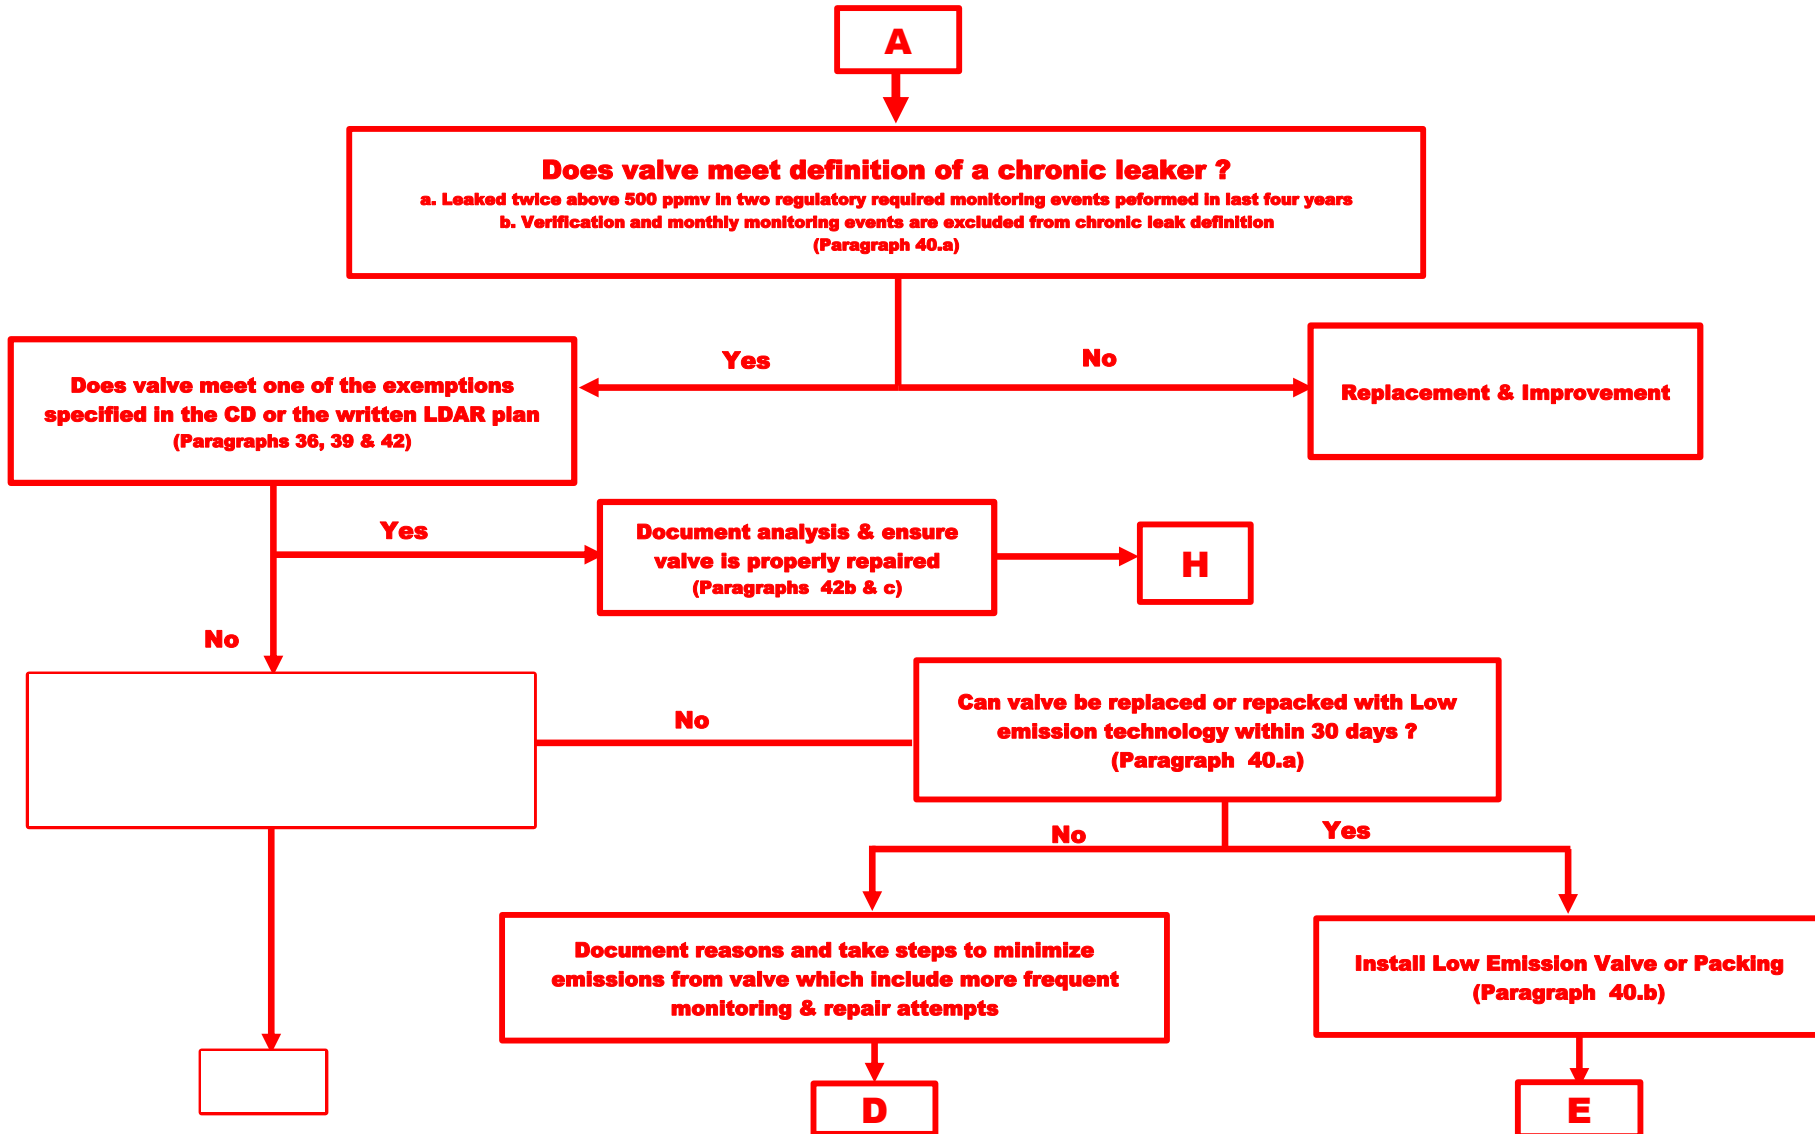 A
Does valve meet definition of a chronic leaker ?
a. Leaked twice above 500 ppmv in two regulatory required monitoring events peformed in last four years
b. Verification and monthly monitoring events are excluded from chronic leak definition
(Paragraph 40.a)
Yes
No
Does valve meet one of the exemptions
specified in the CD or the written LDAR plan
(Paragraphs 36, 39 & 42)
Replacement & Improvement
Yes
Document analysis & ensure
valve is properly repaired
(Paragraphs 42b & c)
H
No
No
Can valve be replaced or repacked with Low
emission technology within 30 days ?
(Paragraph 40.a)
No
Yes
Document reasons and take steps to minimize
emissions from valve which include more frequent
monitoring & repair attempts
Install Low Emission Valve or Packing
(Paragraph 40.b)
D
E